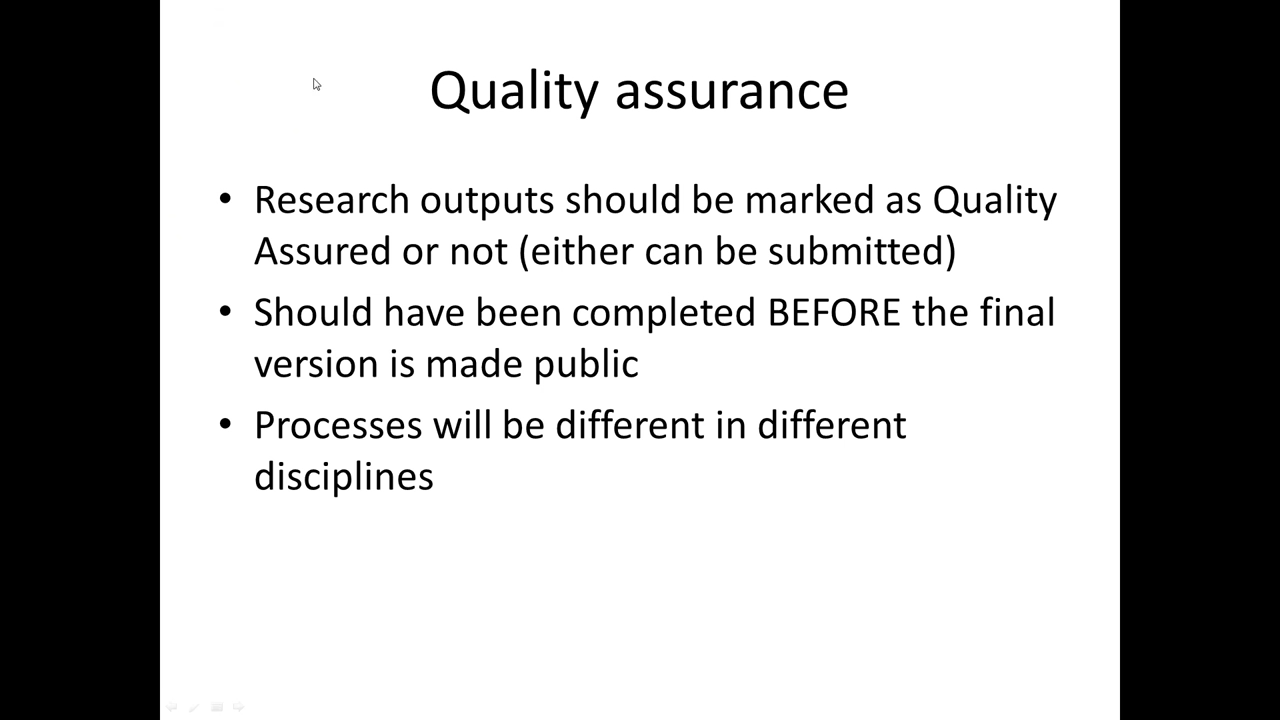 Quality assurance
• Research outputs should be marked as Quality
Assured or not (either can be submitted)
• Should have been completed BEFORE the final
version is made public
• Processes will be different in different
disciplines